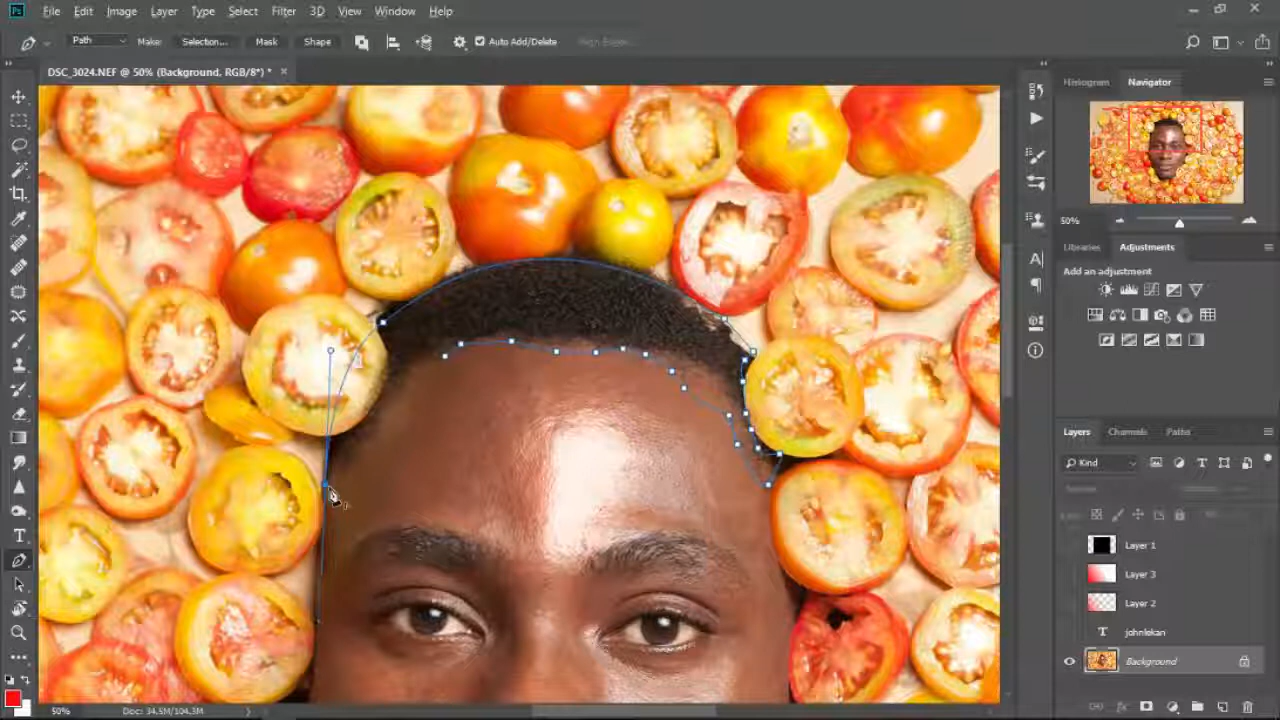 Ps File Edit Image Layer Type Select Filter 3D View Window Help
Path Make: Selection... Mask Shape Auto Add/Delete
DSC_3024.NEF @ 50% (Background, RGB/8*) * ×
Histogram Navigator
50%
Libraries Adjustments
Add an adjustment
Layers Channels Paths
Kind
Layer 1
Layer 3
Layer 2
johnlekan
Background
50% Doc: 34.5M/104.3M